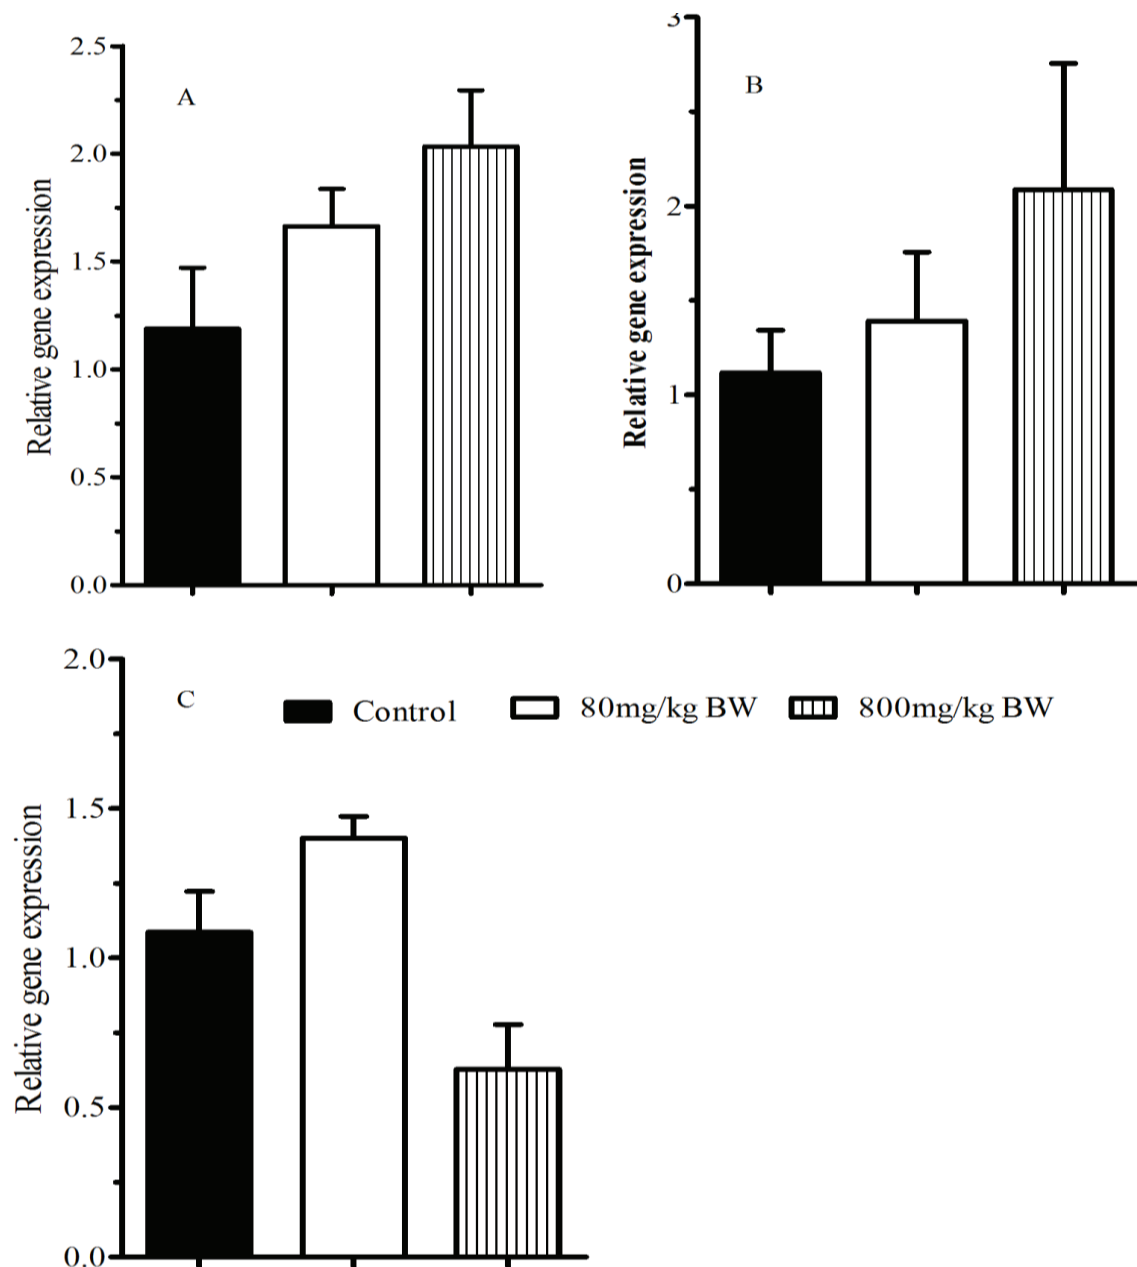 A
2.5
2.0
1.5
1.0
0.5
0.0
Relative gene expression
B
3
2
1
0
Relative gene expression
C
Control
80mg/kg BW
800mg/kg BW
2.0
1.5
1.0
0.5
0.0
Relative gene expression